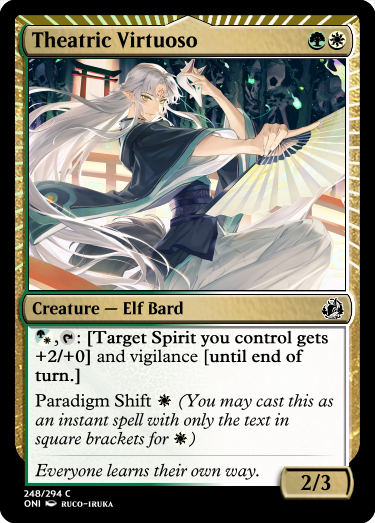 Theatric Virtuoso
Creature — Elf Bard
, : [Target Spirit you control gets
+2/+0] and vigilance [until end of
turn.]
Paradigm Shift (You may cast this as
an instant spell with only the text in
square brackets for )
Everyone learns their own way.
2/3
248/294 C
ONI RUCO-IRUKA